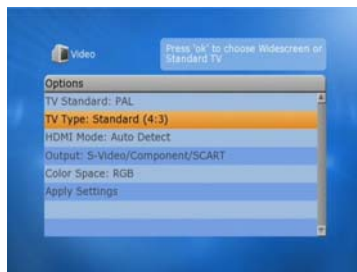 Video
Press 'ok' to choose Widescreen or
Standard TV
Options
TV Standard: PAL
TV Type: Standard (4:3)
HDMI Mode: Auto Detect
Output: S-Video/Component/SCART
Color Space: RGB
Apply Settings